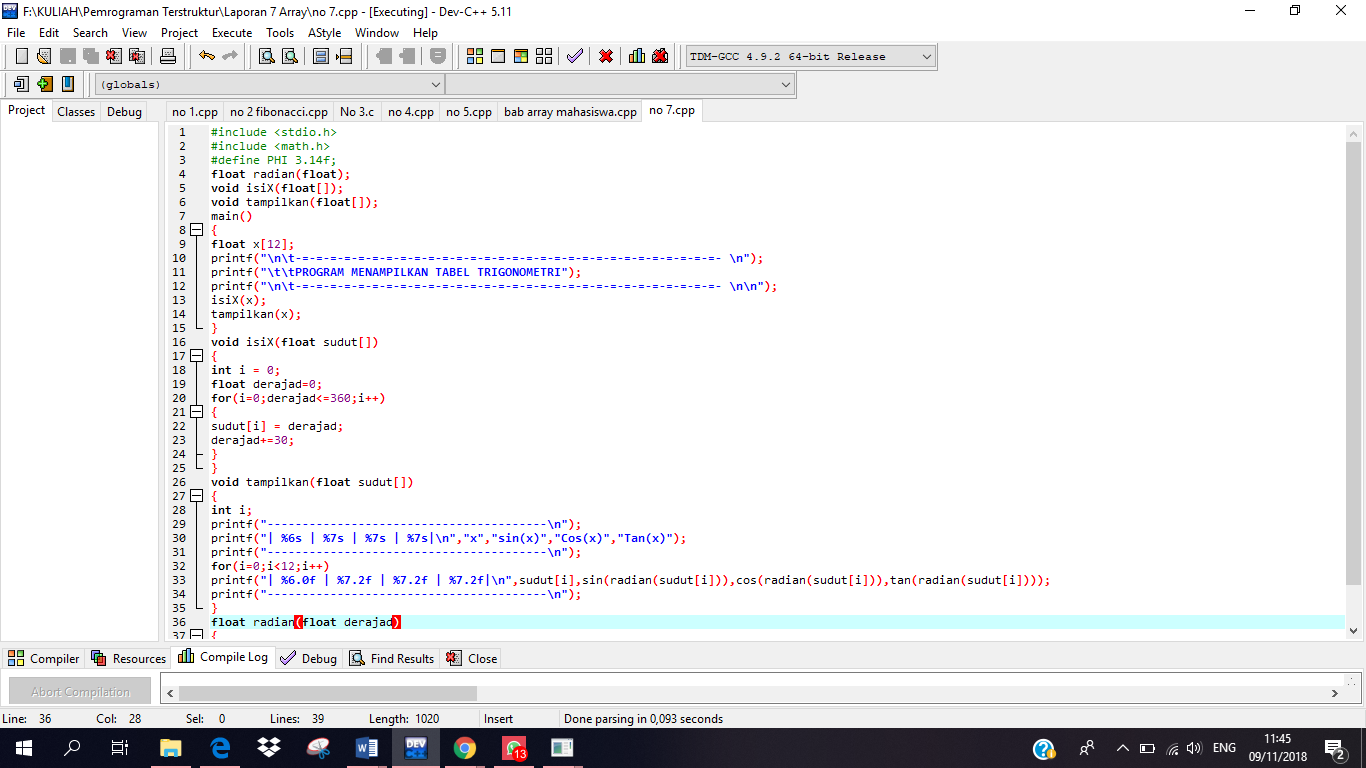 F:\KULIAH\Pemrograman Terstruktur\Laporan 7 Array\no 7.cpp - [Executing] - Dev-C++ 5.11
File Edit Search View Project Execute Tools AStyle Window Help
TDM-GCC 4.9.2 64-bit Release
(globals)
Project Classes Debug
no 1.cpp no 2 fibonacci.cpp No 3.c no 4.cpp no 5.cpp bab array mahasiswa.cpp no 7.cpp
1 #include <stdio.h>
2 #include <math.h>
3 #define PHI 3.14f;
4 float radian(float);
5 void isiX(float[]);
6 void tampilkan(float[]);
7 main()
8 {
9 float x[12];
10 printf("\n\t------------------------------------------------------------- \n");
11 printf("\t\tPROGRAM MENAMPILKAN TABEL TRIGONOMETRI");
12 printf("\n\t------------------------------------------------------------- \n\n");
13 isiX(x);
14 tampilkan(x);
15 }
16 void isiX(float sudut[])
17 {
18 int i = 0;
19 float derajad=0;
20 for(i=0;derajad<=360;i++)
21 {
22 sudut[i] = derajad;
23 derajad+=30;
24 }
25 }
26 void tampilkan(float sudut[])
27 {
28 int i;
29 printf("----------------------------------------\n");
30 printf("| %6s | %7s | %7s | %7s|\n","x","sin(x)","Cos(x)","Tan(x)");
31 printf("----------------------------------------\n");
32 for(i=0;i<12;i++)
33 printf("| %6.0f | %7.2f | %7.2f | %7.2f|\n",sudut[i],sin(radian(sudut[i])),cos(radian(sudut[i])),tan(radian(sudut[i])));
34 printf("----------------------------------------\n");
35 }
36 float radian(float derajad)
37 {
Compiler Resources Compile Log Debug Find Results Close
Abort Compilation
Line: 36 Col: 28 Sel: 0 Lines: 39 Length: 1020 Insert Done parsing in 0,093 seconds
DEV
13
ENG
11:45
09/11/2018
2